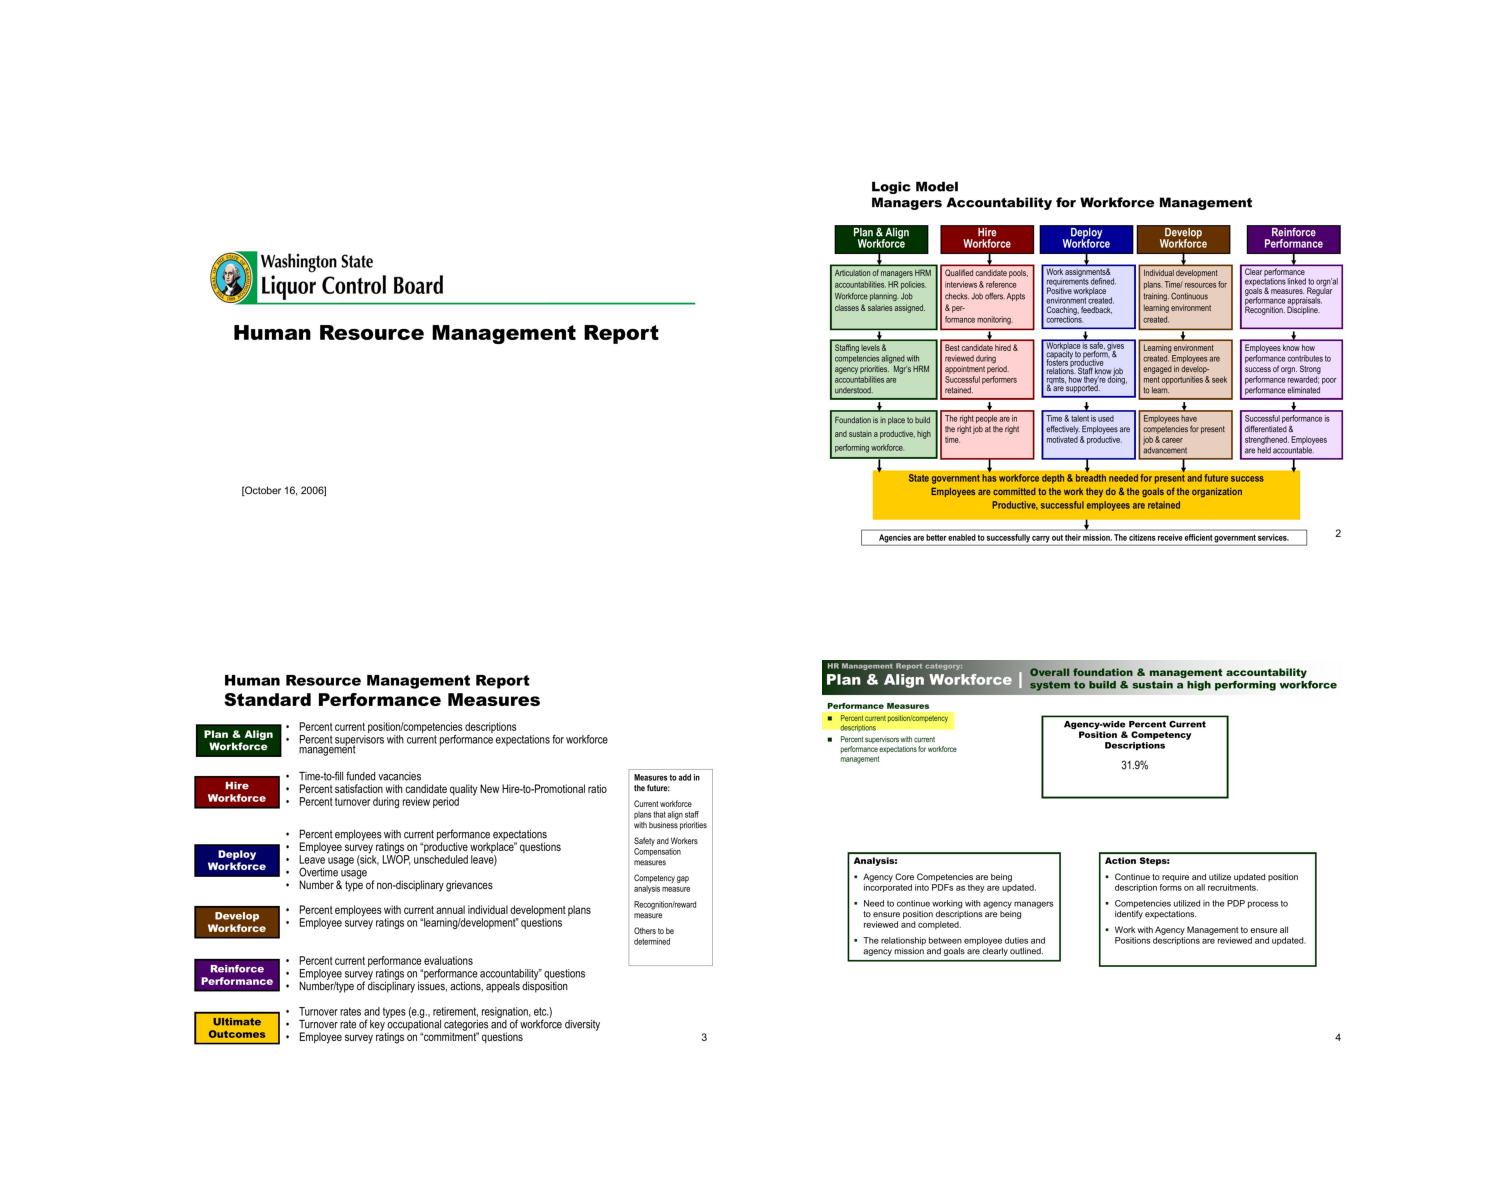 Washington State
Liquor Control Board
Human Resource Management Report
[October 16, 2006]
Logic Model
Managers Accountability for Workforce Management
Plan & Align
Workforce
Articulation of managers HRM
accountabilities. HR policies.
Workforce planning. Job
classes & salaries assigned.
Staffing levels &
competencies aligned with
agency priorities. Mgr's HRM
accountabilities are
understood.
Foundation is in place to build
and sustain a productive, high
performing workforce.
Hire
Workforce
Qualified candidate pools,
interviews & reference
checks. Job offers. Appts
& per-
formance monitoring.
Best candidate hired &
reviewed during
appointment period.
Successful performers
retained.
The right people are in
the right job at the right
time.
Deploy
Workforce
Work assignments&
requirements defined.
Positive workplace
environment created.
Coaching, feedback,
corrections.
Workplace is safe, gives
capacity to perform, &
fosters productive
relations. Staff know job
rqmts, how they're doing,
& are supported.
Time & talent is used
effectively. Employees are
motivated & productive.
Develop
Workforce
Individual development
plans. Time/ resources for
training. Continuous
learning environment
created.
Learning environment
created. Employees are
engaged in develop-
ment opportunities & seek
to learn.
Employees have
competencies for present
job & career
advancement
Reinforce
Performance
Clear performance
expectations linked to orgn'al
goals & measures. Regular
performance appraisals.
Recognition. Discipline.
Employees know how
performance contributes to
success of orgn. Strong
performance rewarded; poor
performance eliminated
Successful performance is
differentiated &
strengthened. Employees
are held accountable.
State government has workforce depth & breadth needed for present and future success
Employees are committed to the work they do & the goals of the organization
Productive, successful employees are retained
Agencies are better enabled to successfully carry out their mission. The citizens receive efficient government services.
2
Human Resource Management Report
Standard Performance Measures
Plan & Align
Workforce
• Percent current position/competencies descriptions
• Percent supervisors with current performance expectations for workforce
management
Hire
Workforce
• Time-to-fill funded vacancies
• Percent satisfaction with candidate quality New Hire-to-Promotional ratio
• Percent turnover during review period
Deploy
Workforce
• Percent employees with current performance expectations
• Employee survey ratings on “productive workplace” questions
• Leave usage (sick, LWOP, unscheduled leave)
• Overtime usage
• Number & type of non-disciplinary grievances
Develop
Workforce
• Percent employees with current annual individual development plans
• Employee survey ratings on “learning/development” questions
Reinforce
Performance
• Percent current performance evaluations
• Employee survey ratings on “performance accountability” questions
• Number/type of disciplinary issues, actions, appeals disposition
Ultimate
Outcomes
• Turnover rates and types (e.g., retirement, resignation, etc.)
• Turnover rate of key occupational categories and of workforce diversity
• Employee survey ratings on “commitment” questions
Measures to add in
the future:
Current workforce
plans that align staff
with business priorities
Safety and Workers
Compensation
measures
Competency gap
analysis measure
Recognition/reward
measure
Others to be
determined
3
HR Management Report category:
Plan & Align Workforce
Overall foundation & management accountability
system to build & sustain a high performing workforce
Performance Measures
■ Percent current position/competency
descriptions
■ Percent supervisors with current
performance expectations for workforce
management
Agency-wide Percent Current
Position & Competency
Descriptions
31.9%
Analysis:
▪ Agency Core Competencies are being
incorporated into PDFs as they are updated.
▪ Need to continue working with agency managers
to ensure position descriptions are being
reviewed and completed.
▪ The relationship between employee duties and
agency mission and goals are clearly outlined.
Action Steps:
▪ Continue to require and utilize updated position
description forms on all recruitments.
▪ Competencies utilized in the PDP process to
identify expectations.
• Work with Agency Management to ensure all
Positions descriptions are reviewed and updated.
4